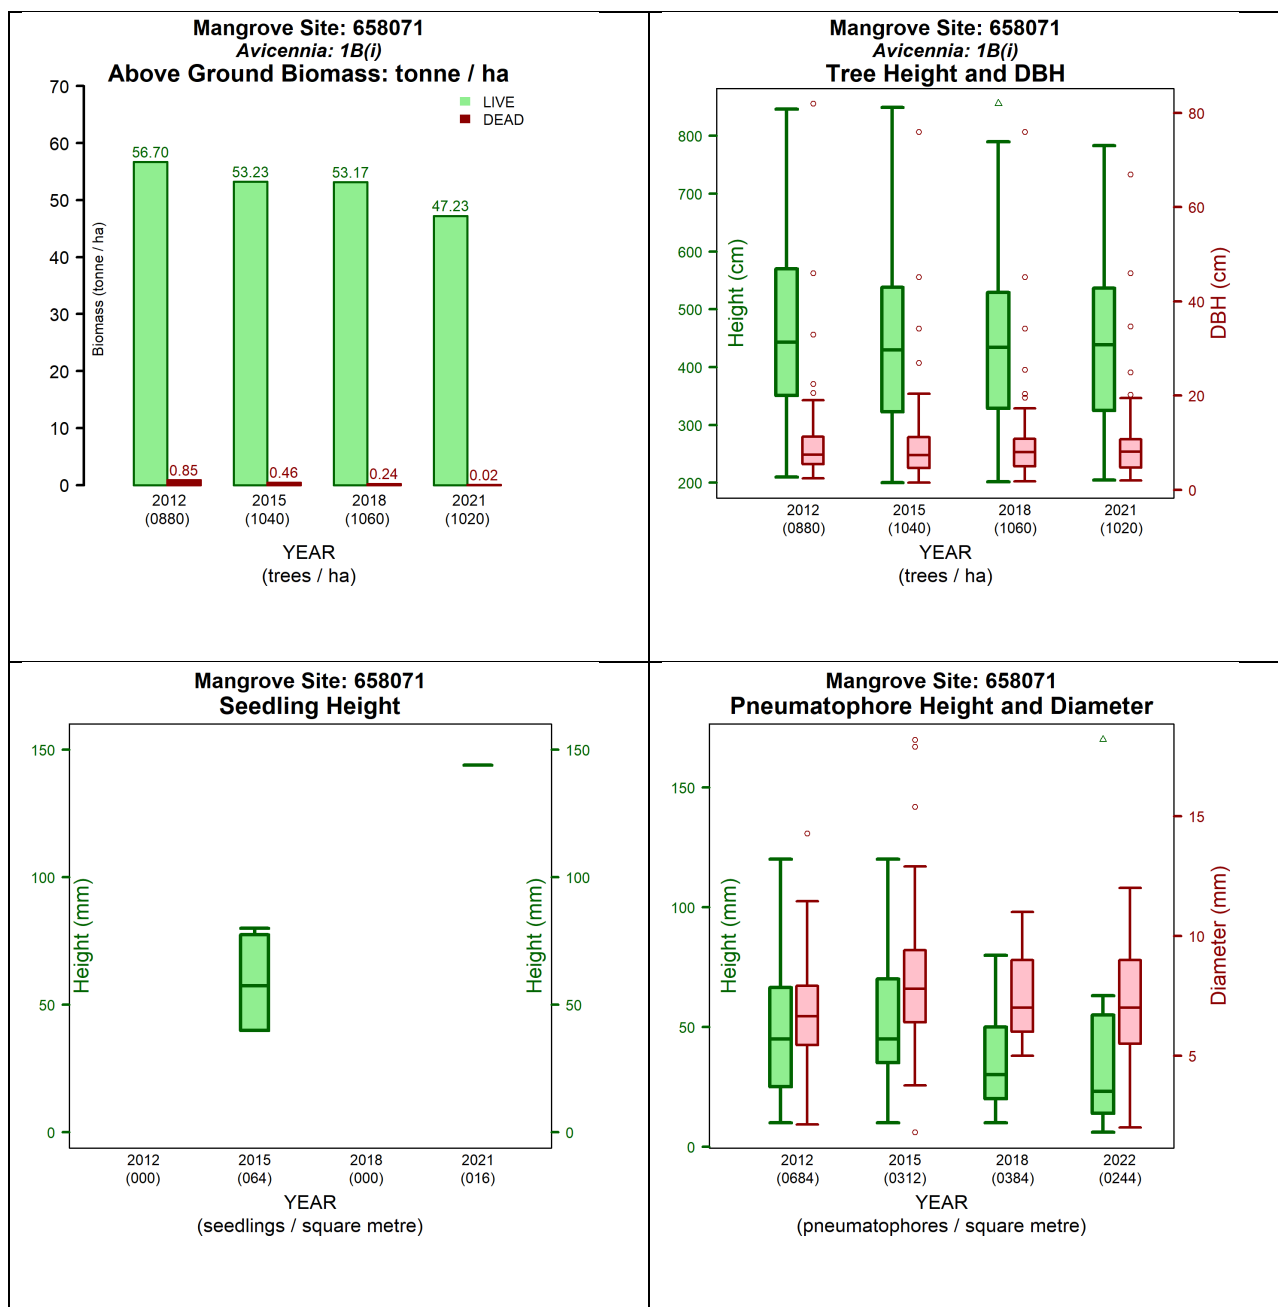 Mangrove Site: 658071
Avicennia: 1B(i)
Above Ground Biomass: tonne / ha
LIVE
DEAD
70
60
50
40
30
20
10
0
Biomass (tonne / ha)
56.70
53.23
53.17
47.23
0.85
0.46
0.24
0.02
2012 2015 2018 2021
(0880) (1040) (1060) (1020)
YEAR
(trees / ha)
Mangrove Site: 658071
Avicennia: 1B(i)
Tree Height and DBH
800
700
600
500
400
300
200
Height (cm)
80
60
40
20
0
DBH (cm)
2012 2015 2018 2021
(0880) (1040) (1060) (1020)
YEAR
(trees / ha)
Mangrove Site: 658071
Seedling Height
150
100
50
0
Height (mm)
150
100
50
0
Height (mm)
2012 2015 2018 2021
(000) (064) (000) (016)
YEAR
(seedlings / square metre)
Mangrove Site: 658071
Pneumatophore Height and Diameter
150
100
50
0
Height (mm)
15
10
5
Diameter (mm)
2012 2015 2018 2022
(0684) (0312) (0384) (0244)
YEAR
(pneumatophores / square metre)